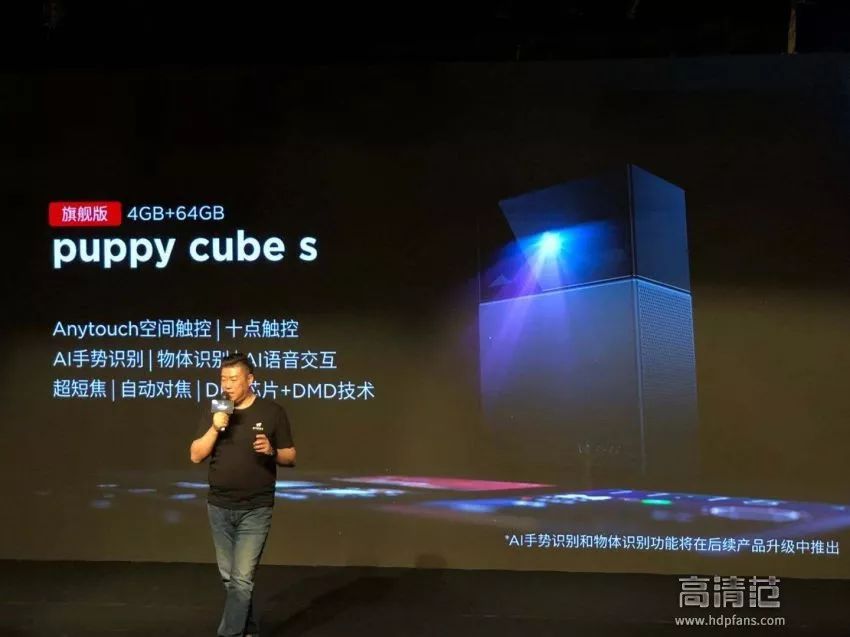 旗舰版 4GB+64GB
puppy cube s
Anytouch空间触控 | 十点触控
AI手势识别 | 物体识别 AI语音交互
超短焦 | 自动对焦 | D 芯片+DMD技术
*AI手势识别和物体识别功能将在后续产品升级中推出
高清范
www.hdpfans.com